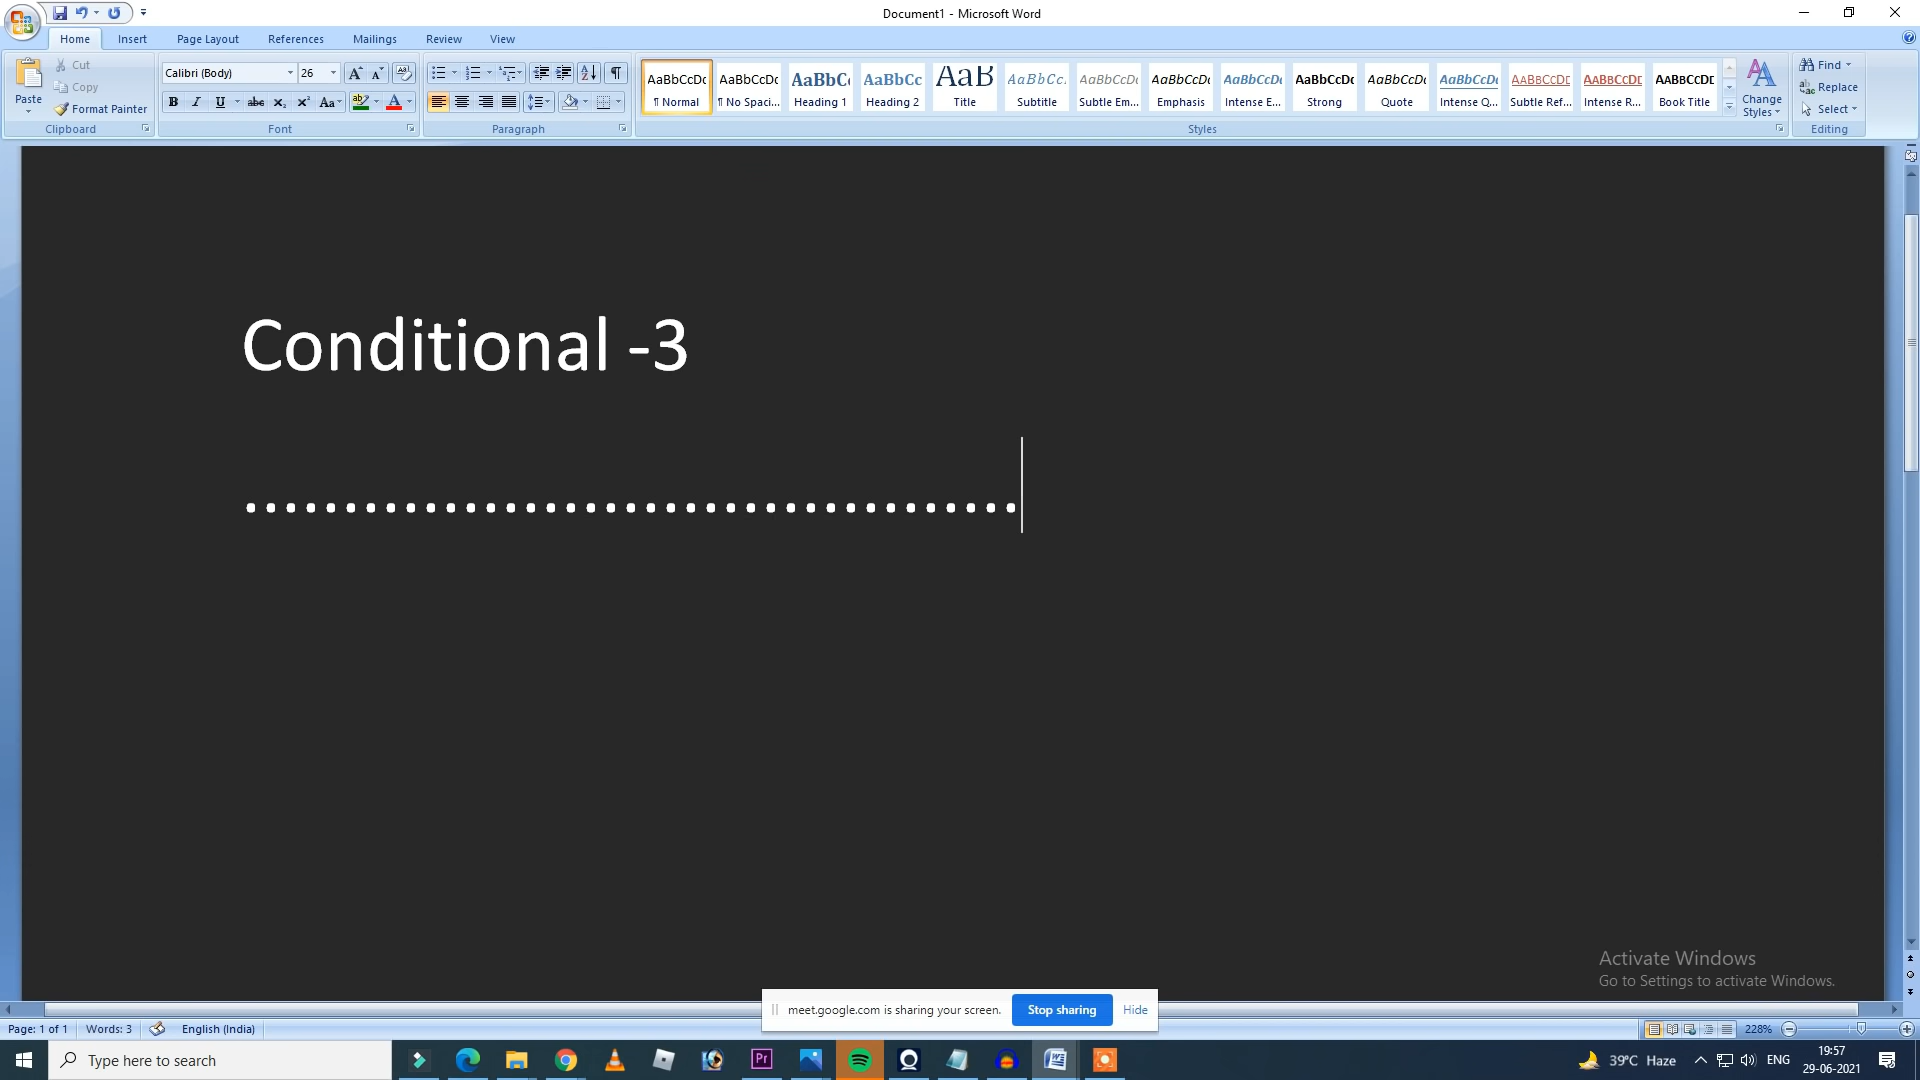 Document1 - Microsoft Word
Home Insert Page Layout References Mailings Review View
Paste
Cut
Copy
Format Painter
Clipboard
Calibri (Body) 26
Font
Paragraph
AaBbCcDc AaBbCcDc AaBbC AaBbCc AaB AaBbCc. AaBbCcDc AaBbCcDc AaBbCcDc AaBbCcDc AaBbCcDc AaBbCcDc AABBCCDE AABBCCDE AABBCCDE
¶ Normal ¶ No Spaci... Heading 1 Heading 2 Title Subtitle Subtle Em... Emphasis Intense E... Strong Quote Intense Q... Subtle Ref... Intense R... Book Title
Styles
Change Styles
Find
Replace
Select
Editing
Conditional -3
.......................................
Activate Windows
Go to Settings to activate Windows.
meet.google.com is sharing your screen. Stop sharing Hide
Page: 1 of 1 Words: 3 English (India) 228%
Type here to search
Pr
39°C Haze ENG 19:57
29-06-2021